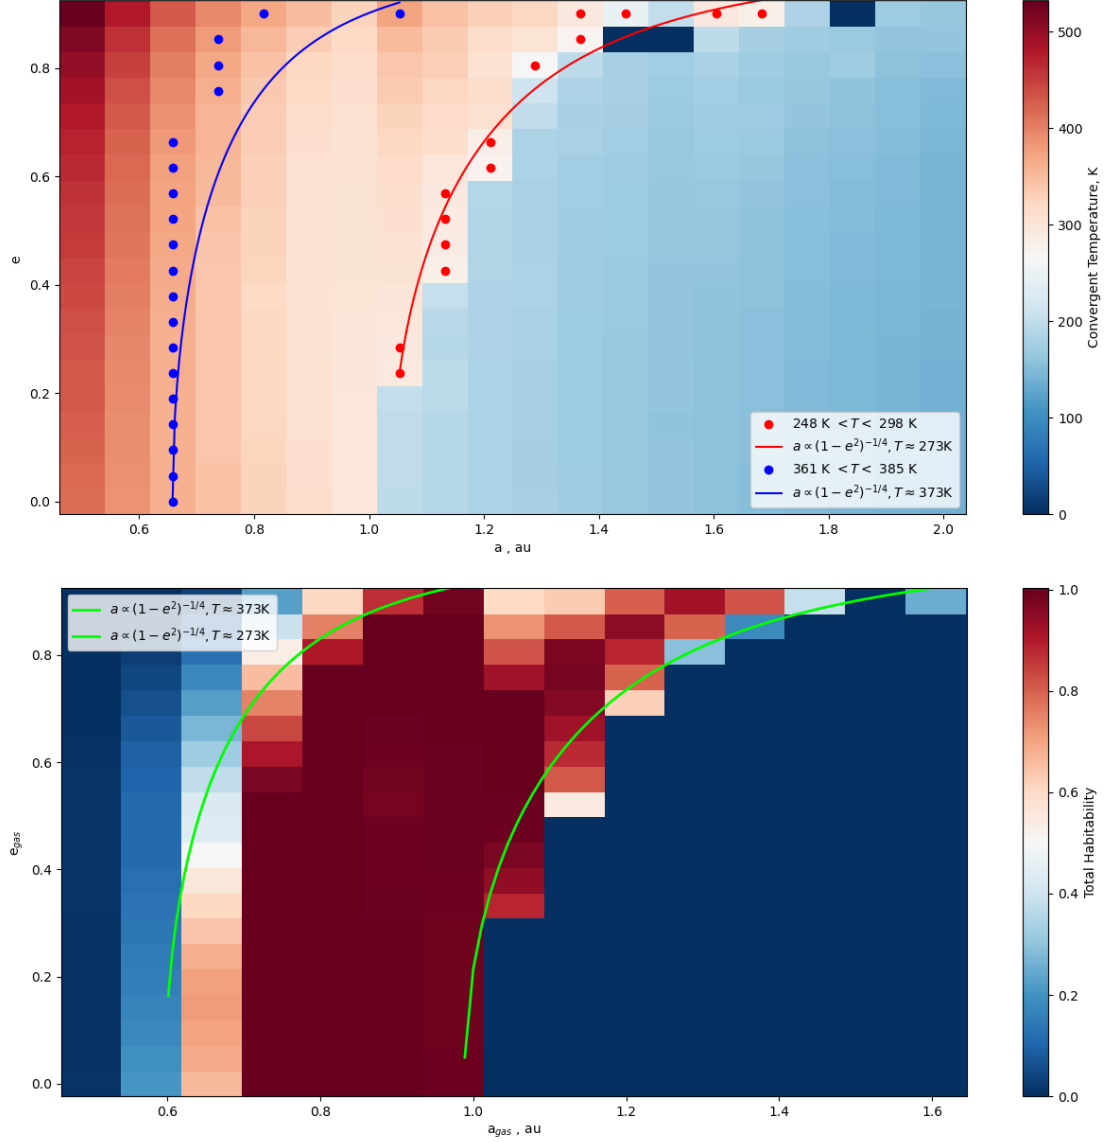 0.8
0.6
0.4
0.2
0.0
e
0.6 0.8 1.0 1.2 1.4 1.6 1.8 2.0
a , au
248 K < T < 298 K
a ∝ (1 − e²)^{−1/4}, T ≈ 273K
361 K < T < 385 K
a ∝ (1 − e²)^{−1/4}, T ≈ 373K
500
400
300
200
100
0
Convergent Temperature, K
a ∝ (1 − e²)^{−1/4}, T ≈ 373K
a ∝ (1 − e²)^{−1/4}, T ≈ 273K
0.8
0.6
0.4
0.2
0.0
e_{gas}
0.6 0.8 1.0 1.2 1.4 1.6
a_{gas} , au
1.0
0.8
0.6
0.4
0.2
0.0
Total Habitability